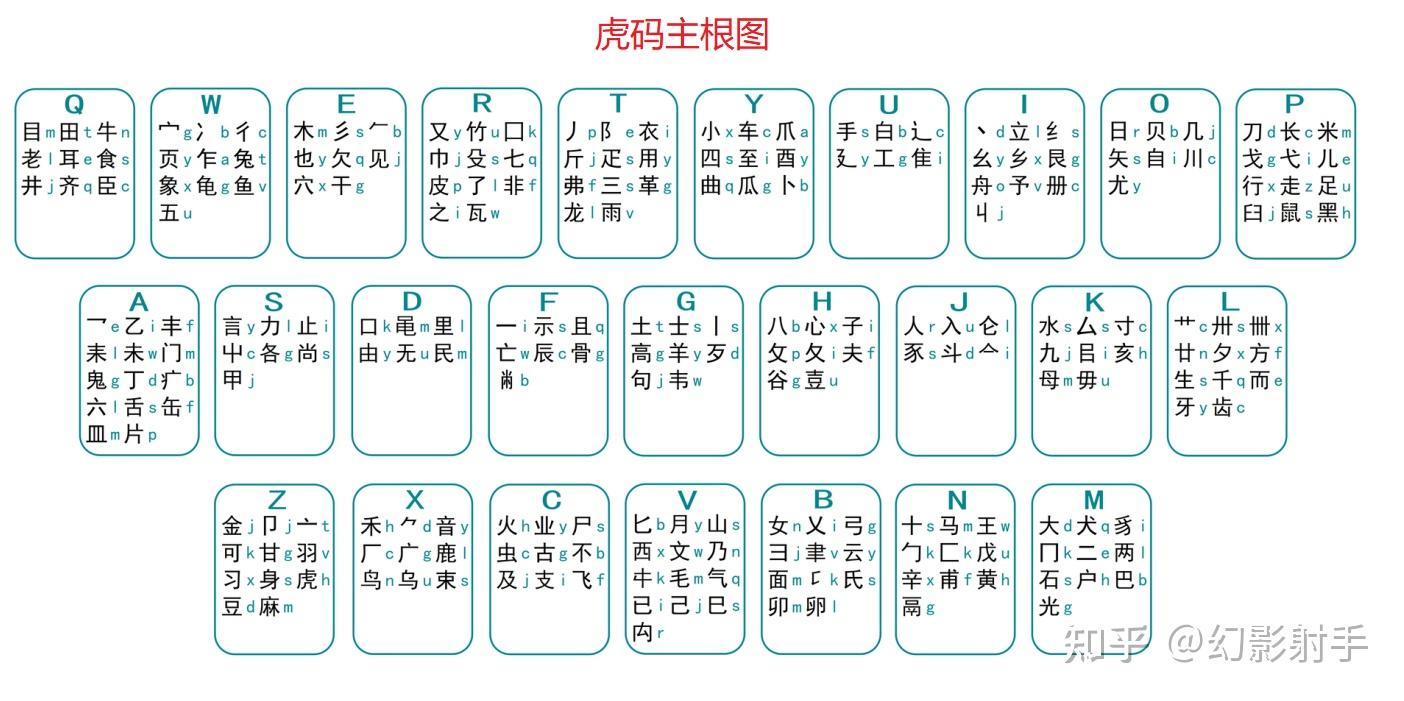 虎码主根图
Q
目m田t牛n
老l耳e食s
井j齐q臣c
W
宀g冫b彳c
页y乍a兔t
象x龟g鱼v
五u
E
木m彡s𠂉b
也y欠q见j
穴x干g
R
又y竹u口k
巾j殳s七q
皮p了l非f
之i瓦w
T
丿p阝e衣i
斤j疋s用y
弗f三s革g
龙l雨v
Y
小x车c爪a
四s至i酉y
曲q瓜g卜b
U
手s白b辶c
廴y工g隹i
I
丶d立l纟s
幺y乡x艮g
舟o予v册c
丩j
O
日r贝b几j
矢s自i川c
尤y
P
刀d长c米m
戈g弋i儿e
行x走z足u
臼j鼠s黑h
A
乛e乙i丰f
耒l未w门m
鬼g丁d疒b
六l舌s缶f
皿m片p
S
言y力l止i
屮c各g尚s
甲j
D
口k黾m里l
由y无u民m
F
一i示s且q
亡w辰c骨g
b
G
土t士s丨s
高g羊y歹d
句j韦w
H
八b心x子i
攵p夂i夫f
谷g壴u
J
人r入u仑l
豕s斗d亼i
K
水s厶s寸c
九j㠯i亥h
母m毋u
L
艹c卅s卌x
廿n夕x方f
生s千q而e
牙y齿c
Z
金j卩j亠t
可k甘g羽v
习x身s虎h
豆d麻m
X
禾h⺈d音y
厂c广g鹿l
鸟n乌u束s
C
火h业y尸s
虫c古g不b
及j支i飞f
V
匕b月y山s
西x文w乃n
牛k毛m气q
已i己j巳s
禸r
B
女n乂i弓g
彐j聿v云y
面m k氏s
卯m卵l
N
十s马m王w
勹k匚k戊u
辛x甫f黄h
鬲g
M
大d犬q豸i
冂k二e两l
石s户h巴b
光g
知乎 @幻影射手